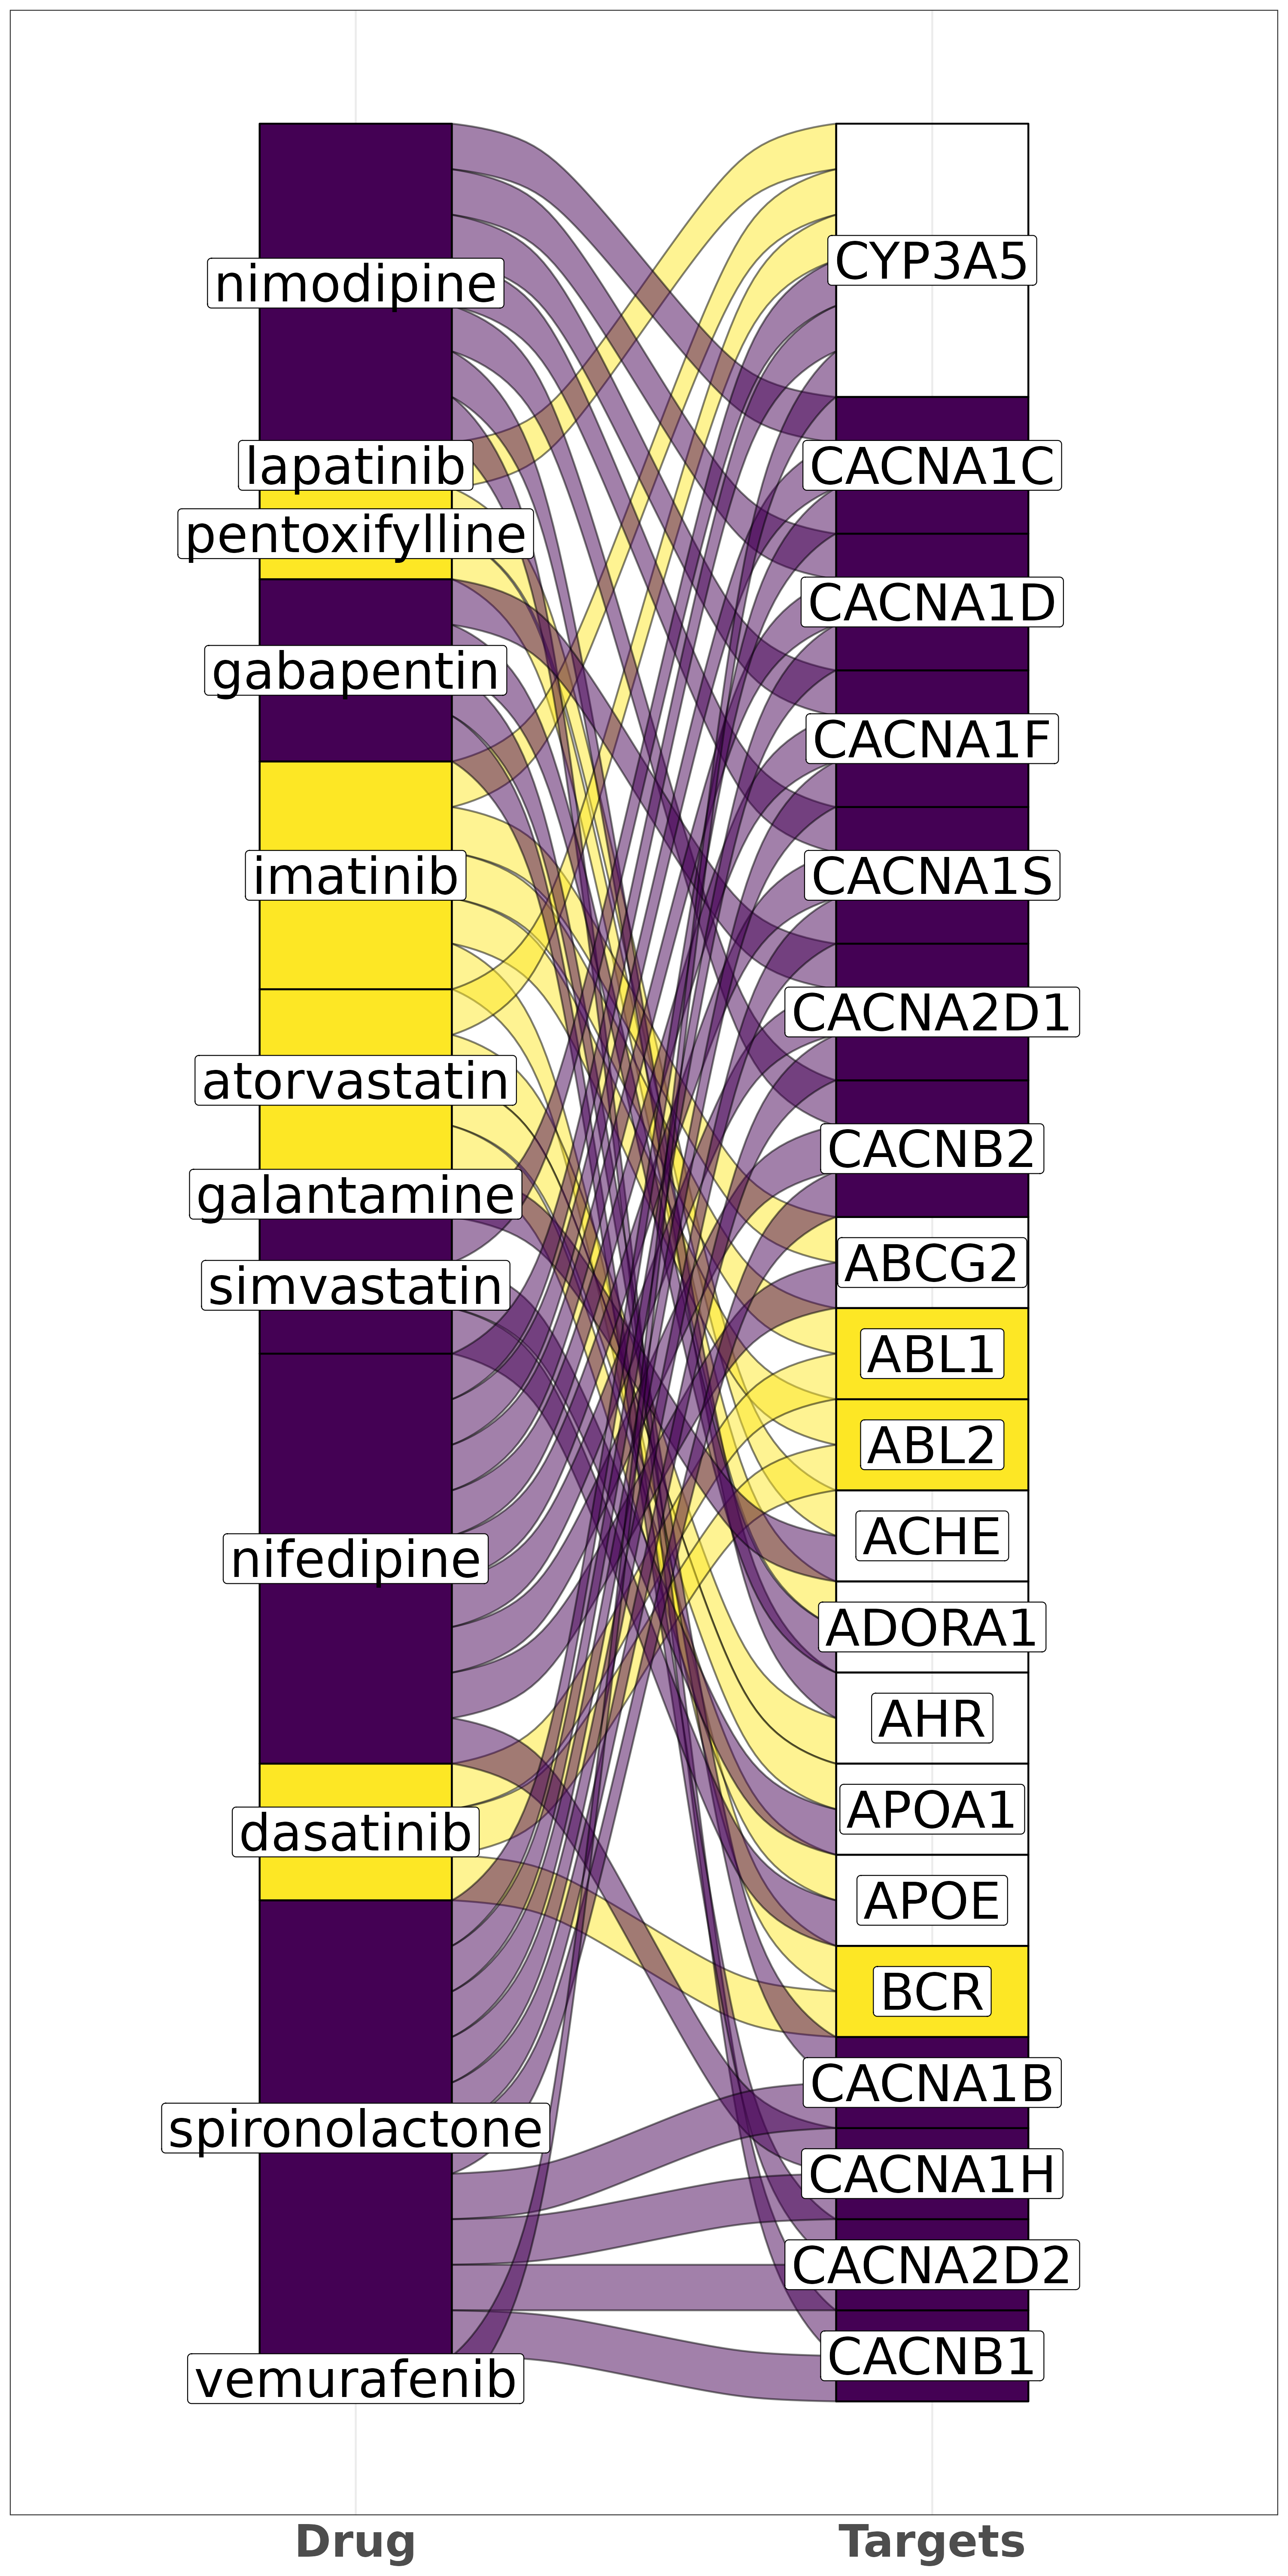 nimodipine
lapatinib
pentoxifylline
gabapentin
imatinib
atorvastatin
galantamine
simvastatin
nifedipine
dasatinib
spironolactone
vemurafenib
CYP3A5
CACNA1C
CACNA1D
CACNA1F
CACNA1S
CACNA2D1
CACNB2
ABCG2
ABL1
ABL2
ACHE
ADORA1
AHR
APOA1
APOE
BCR
CACNA1B
CACNA1H
CACNA2D2
CACNB1
Drug
Targets